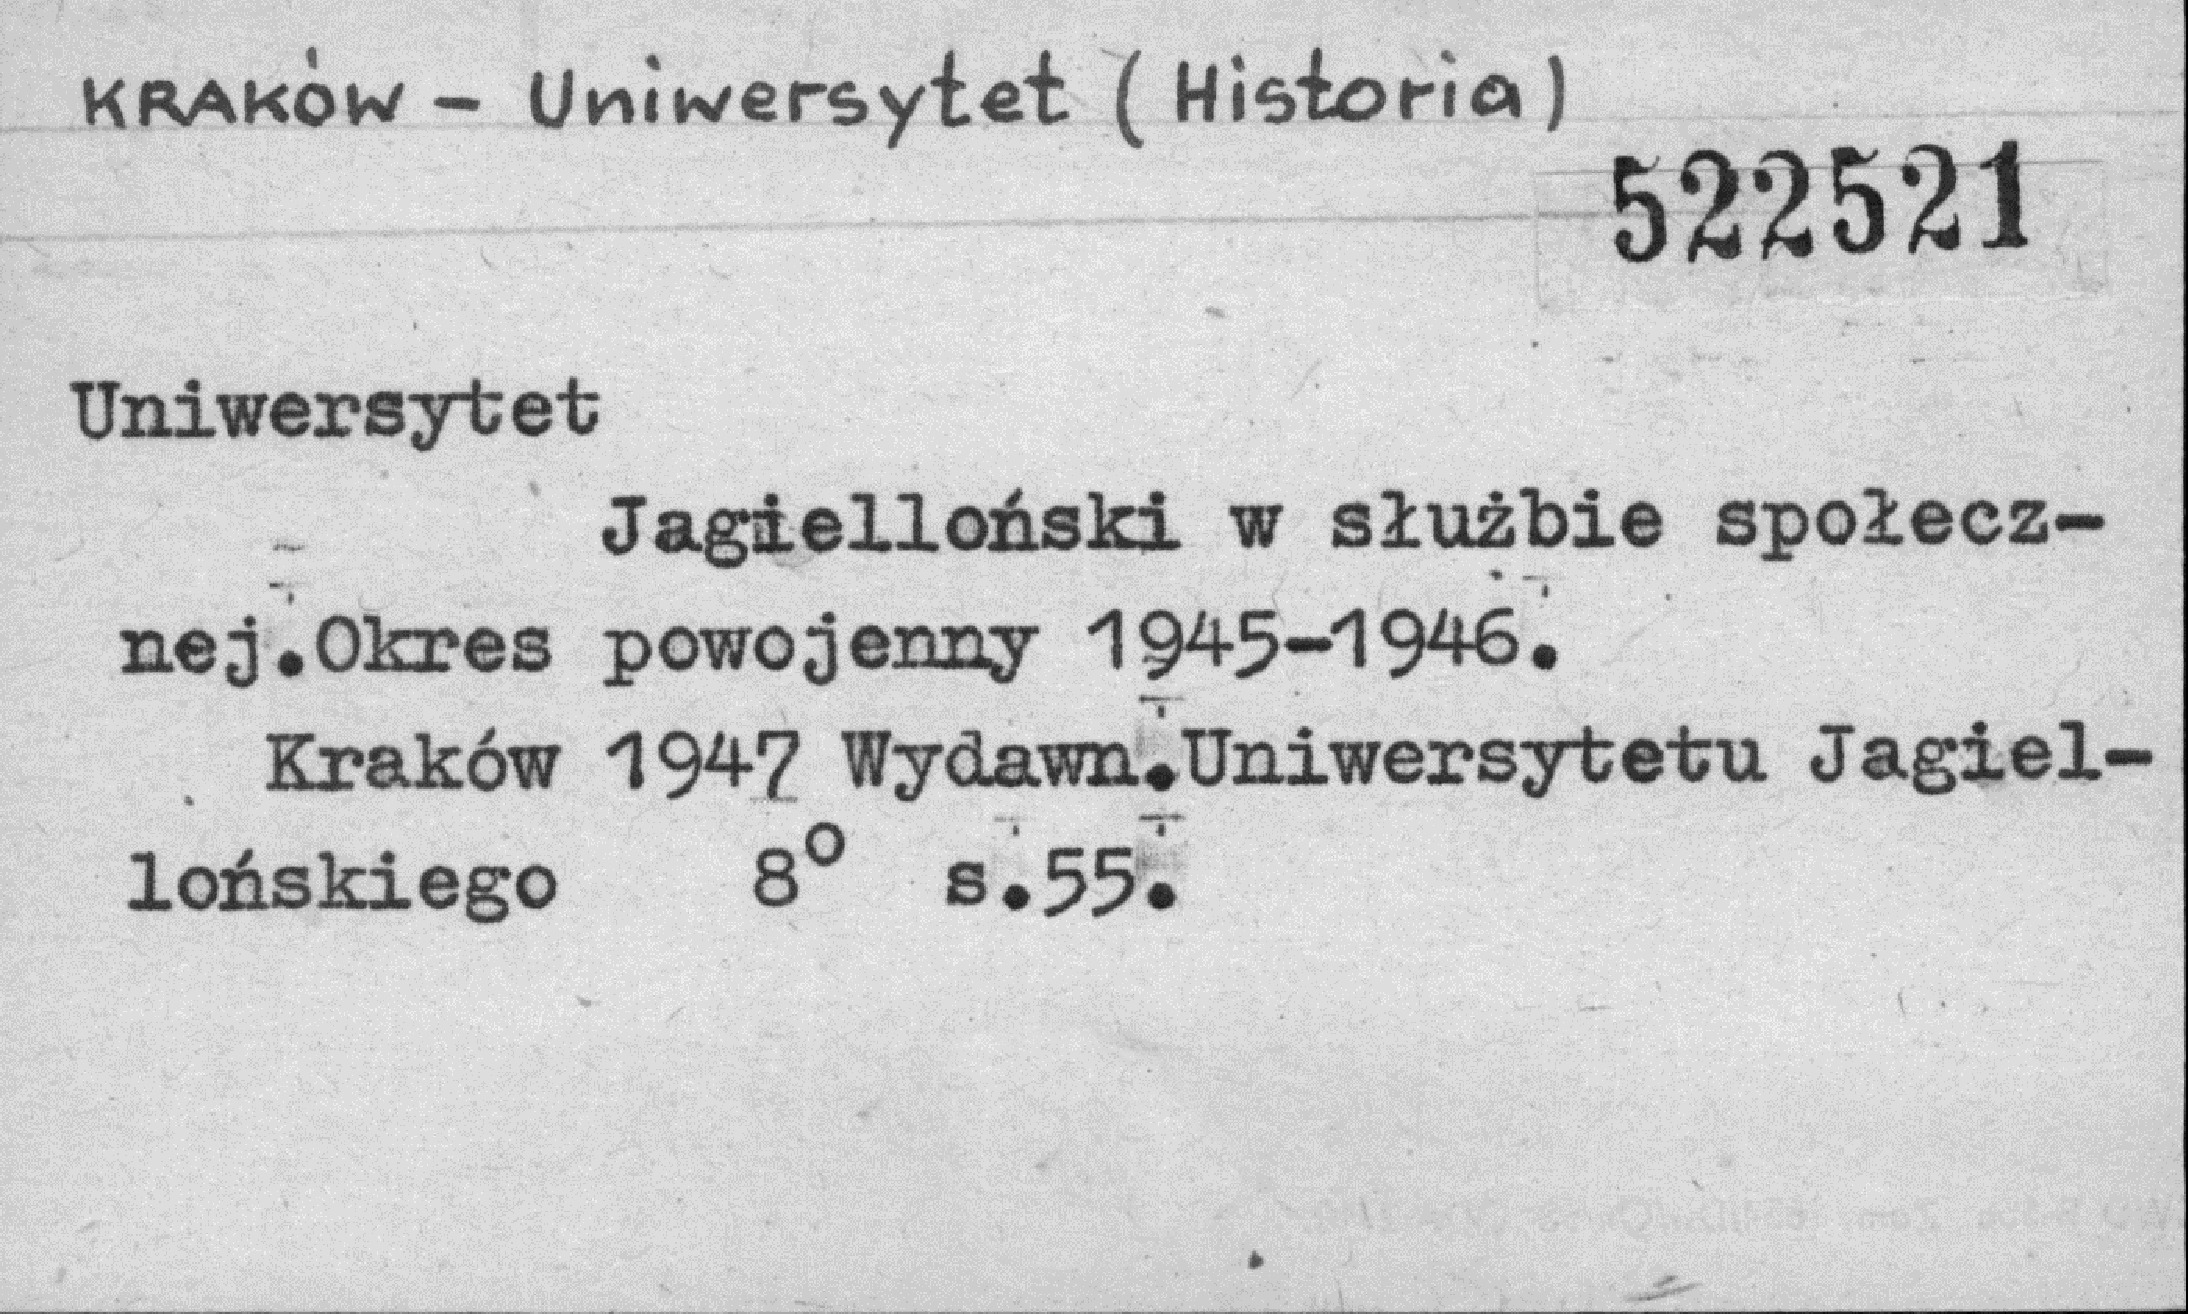 KRAKÓW - Uniwersytet (Historia)
522521
Uniwersytet
Jagielloński w służbie społecz-
nej.Okres powojenny 1945-1946.
Kraków 1947 Wydawn.Uniwersytetu Jagiel-
lońskiego 8° s.55.